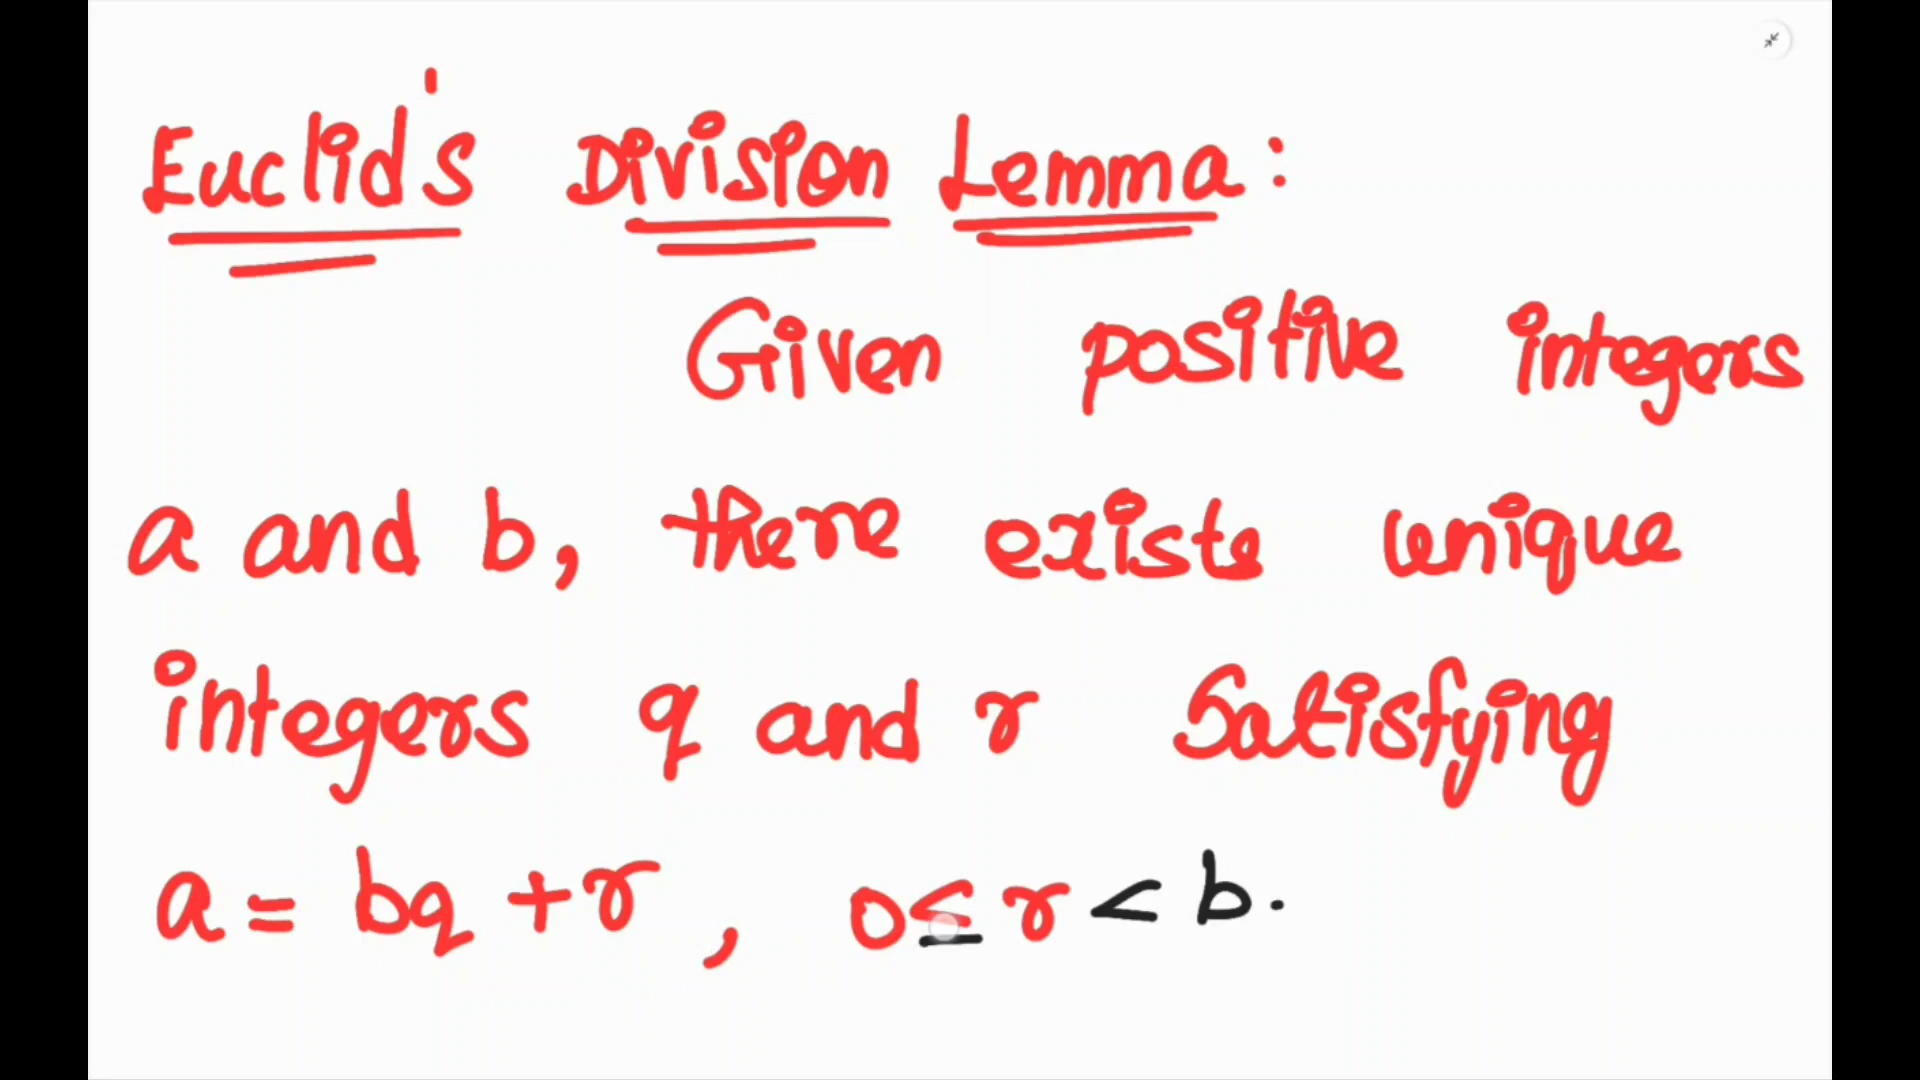 Euclid's Division Lemma:
Given positive integers
a and b, there exists unique
integers q and r Satisfying
a = bq + r, 0 ≤ r < b.